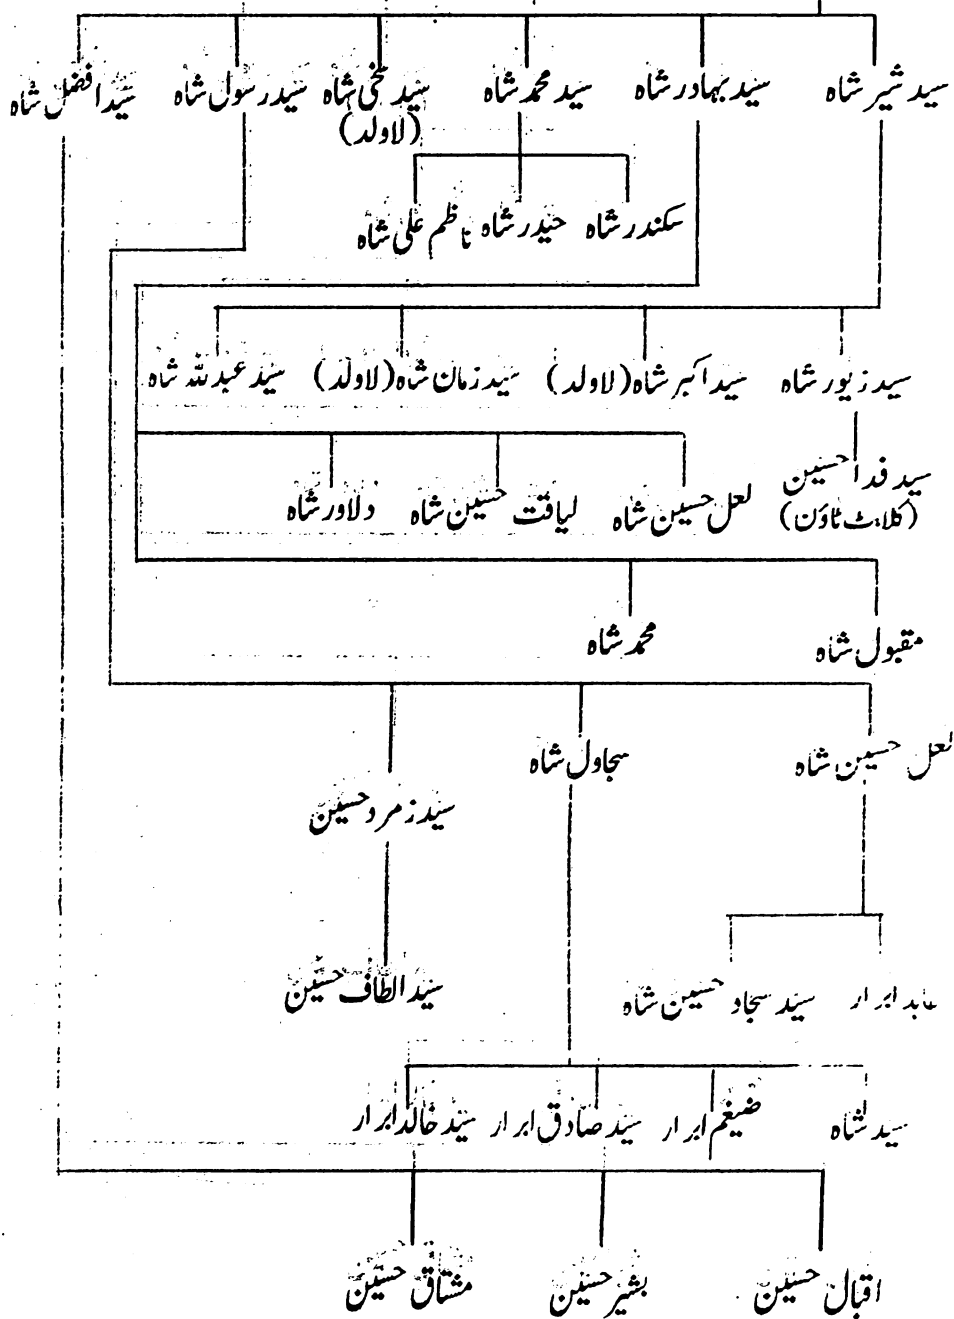 سید شیر شاہ سید بہادر شاہ سید محمد شاہ سید سخی شاہ سید رسول شاہ سید افضل شاہ
(لاولد)
سکندر شاہ حیدر شاہ ناظم علی شاہ
سید زیور شاہ سید اکبر شاہ (لاولد) سید زمان شاہ (لاولد) سید عبد للہ شاہ
سید فدا حسین
(کلایٹ ٹاؤن) لعل حسین شاہ لیاقت حسین شاہ دلاور شاہ
مقبول شاہ محمد شاہ
لعل حسین شاہ سجاول شاہ
سید زمرد حسین
عابد ابرار سید سجاد حسین شاہ سید الطاف حسین
سید شاہ ضیغم ابرار سید صادق ابرار سید خالد ابرار
اقبال حسین بشیر حسین مشتاق حسین